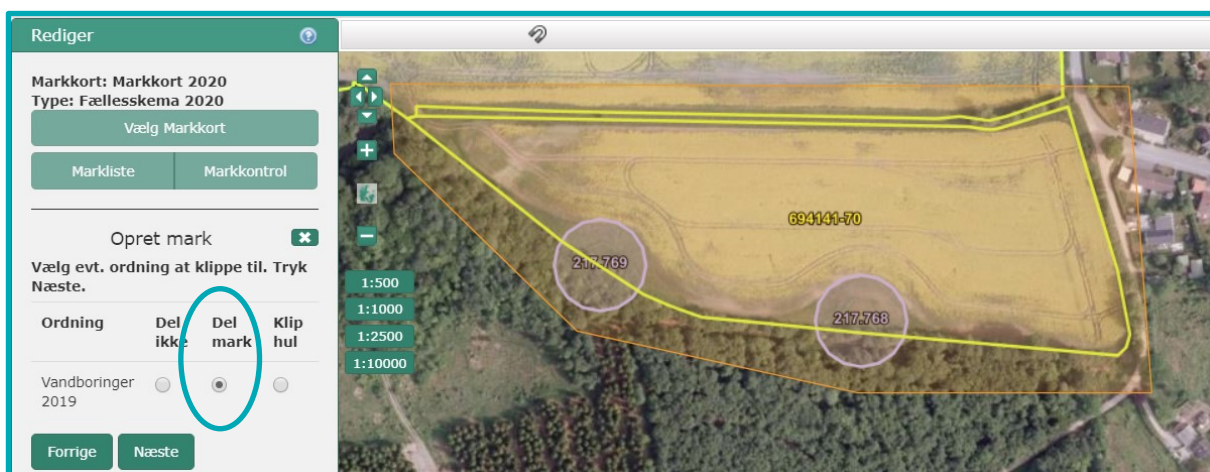 Rediger
Markkort: Markkort 2020
Type: Fællesskema 2020
Vælg Markkort
Markliste Markkontrol
Opret mark
Vælg evt. ordning at klippe til. Tryk
Næste.
Ordning Del Del Klip
ikke mark hul
Vandboringer
2019
Forrige Næste
1:500
1:1000
1:2500
1:10000
694141-70
217.769
217.768